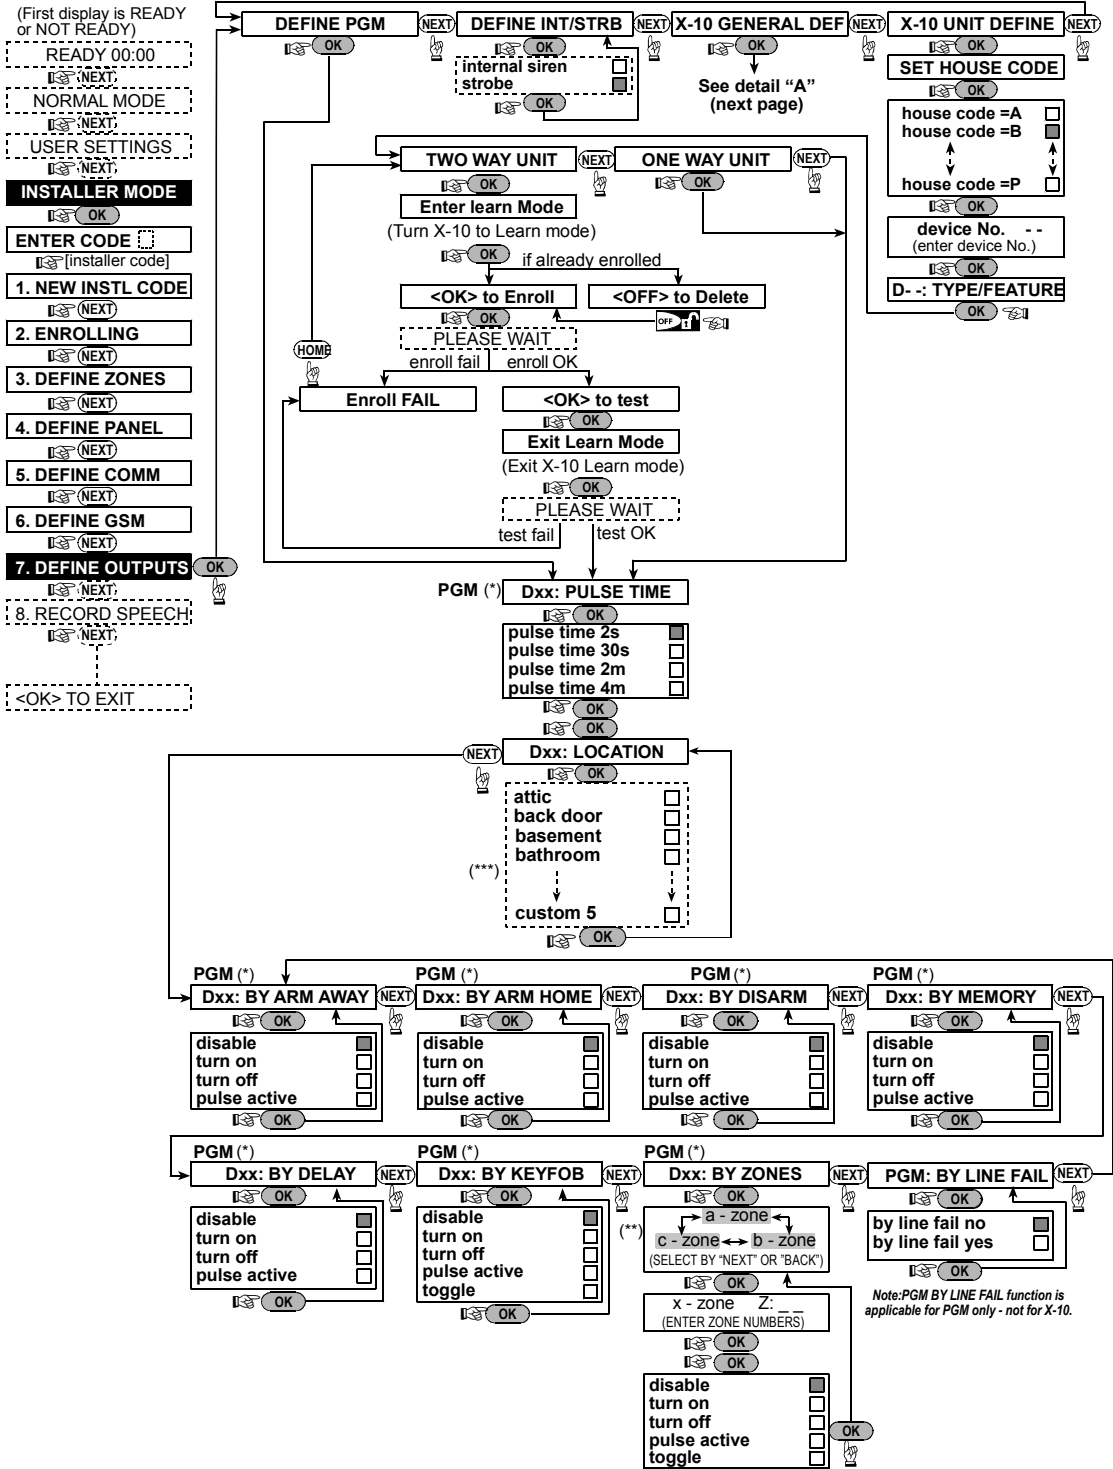 (First display is READY
or NOT READY)
READY 00:00
NEXT
NORMAL MODE
NEXT
USER SETTINGS
NEXT
INSTALLER MODE
OK
ENTER CODE
[installer code]
1. NEW INSTL CODE
NEXT
2. ENROLLING
NEXT
3. DEFINE ZONES
NEXT
4. DEFINE PANEL
NEXT
5. DEFINE COMM
NEXT
6. DEFINE GSM
NEXT
7. DEFINE OUTPUTS
OK
NEXT
8. RECORD SPEECH
NEXT
<OK> TO EXIT
DEFINE PGM
NEXT
OK
DEFINE INT/STRB
NEXT
OK
internal siren
strobe
OK
X-10 GENERAL DEF
NEXT
OK
See detail “A”
(next page)
X-10 UNIT DEFINE
NEXT
OK
SET HOUSE CODE
OK
house code =A
house code =B
house code =P
OK
device No. - -
(enter device No.)
OK
D- -: TYPE/FEATURE
OK
TWO WAY UNIT
NEXT
OK
ONE WAY UNIT
NEXT
OK
Enter learn Mode
(Turn X-10 to Learn mode)
OK
if already enrolled
<OK> to Enroll
<OFF> to Delete
OK
OFF
PLEASE WAIT
HOME
enroll fail
enroll OK
Enroll FAIL
<OK> to test
OK
Exit Learn Mode
(Exit X-10 Learn mode)
OK
PLEASE WAIT
test fail
test OK
PGM (*)
Dxx: PULSE TIME
OK
pulse time 2s
pulse time 30s
pulse time 2m
pulse time 4m
OK
OK
NEXT
Dxx: LOCATION
OK
attic
back door
basement
bathroom
(***)
custom 5
OK
PGM (*)
Dxx: BY ARM AWAY
NEXT
OK
disable
turn on
turn off
pulse active
OK
PGM (*)
Dxx: BY ARM HOME
NEXT
OK
disable
turn on
turn off
pulse active
OK
PGM (*)
Dxx: BY DISARM
NEXT
OK
disable
turn on
turn off
pulse active
OK
PGM (*)
Dxx: BY MEMORY
NEXT
OK
disable
turn on
turn off
pulse active
OK
PGM (*)
Dxx: BY DELAY
NEXT
OK
disable
turn on
turn off
pulse active
OK
PGM (*)
Dxx: BY KEYFOB
NEXT
OK
disable
turn on
turn off
pulse active
toggle
OK
PGM (*)
Dxx: BY ZONES
NEXT
OK
(**)
a - zone
c - zone
b - zone
(SELECT BY “NEXT” OR ”BACK”)
OK
x - zone Z: _ _
(ENTER ZONE NUMBERS)
OK
OK
disable
turn on
turn off
pulse active
toggle
OK
PGM: BY LINE FAIL
NEXT
OK
by line fail no
by line fail yes
OK
Note:PGM BY LINE FAIL function is
applicable for PGM only - not for X-10.